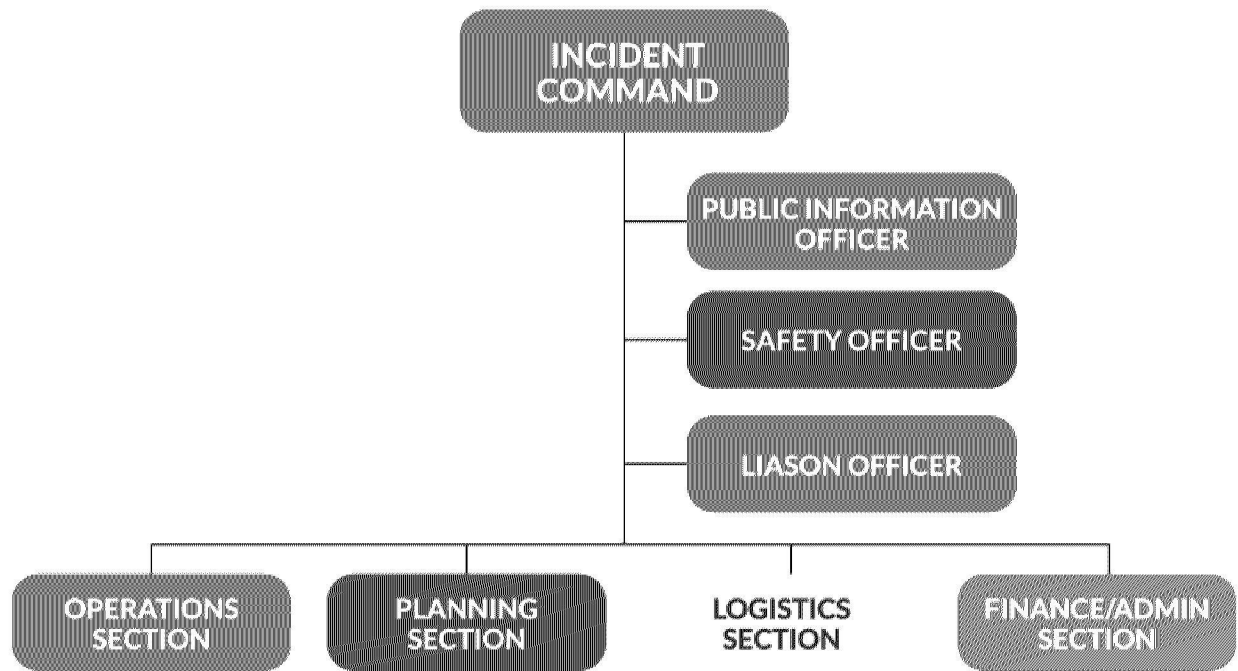 INCIDENT
COMMAND
PUBLIC INFORMATION
OFFICER
SAFETY OFFICER
LIASON OFFICER
OPERATIONS
SECTION
PLANNING
SECTION
LOGISTICS
SECTION
FINANCE/ADMIN
SECTION